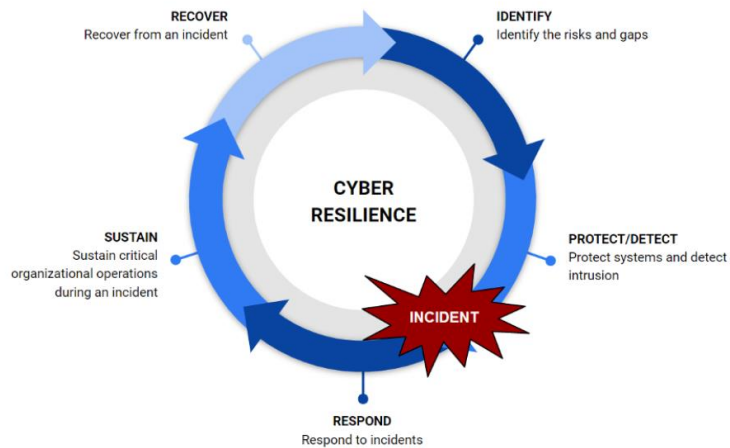 RECOVER
Recover from an incident
IDENTIFY
Identify the risks and gaps
CYBER
RESILIENCE
SUSTAIN
Sustain critical
organizational operations
during an incident
PROTECT/DETECT
Protect systems and detect
intrusion
INCIDENT
RESPOND
Respond to incidents